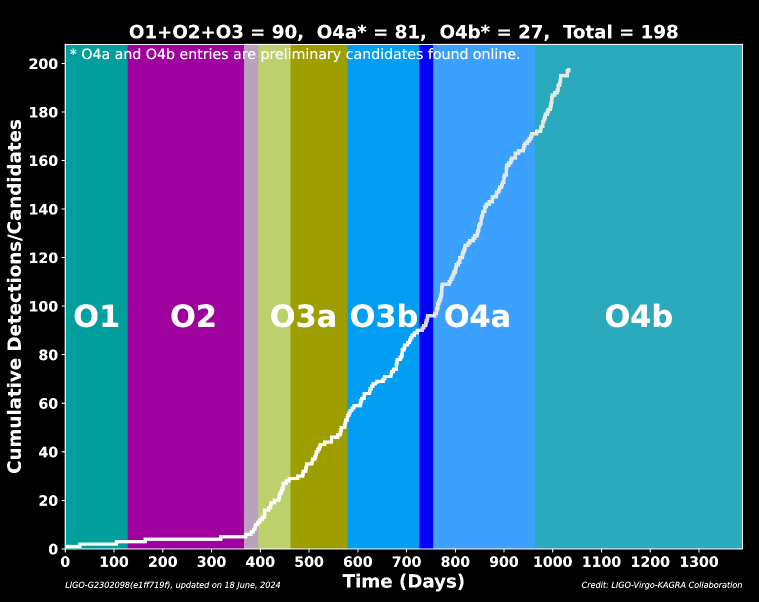 O1+O2+O3 = 90, O4a* = 81, O4b* = 27, Total = 198
* O4a and O4b entries are preliminary candidates found online.
Cumulative Detections/Candidates
200
180
160
140
120
100
80
60
40
20
0
O1 O2 O3a O3b O4a O4b
0 100 200 300 400 500 600 700 800 900 1000 1100 1200 1300
Time (Days)
LIGO-G2302098(e1ff719f), updated on 18 June, 2024
Credit: LIGO-Virgo-KAGRA Collaboration